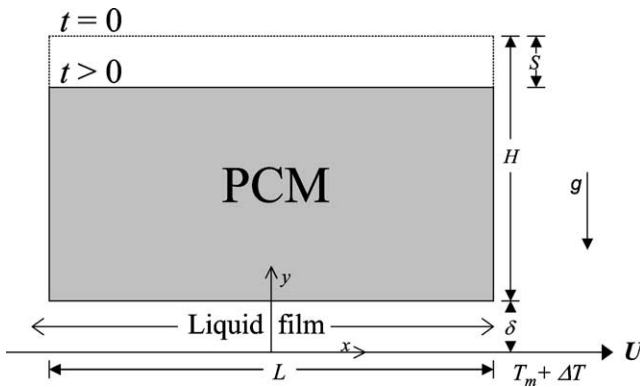 t = 0
t > 0
S
H
PCM
g
y
Liquid film
δ
x
U
L
T_m + ΔT